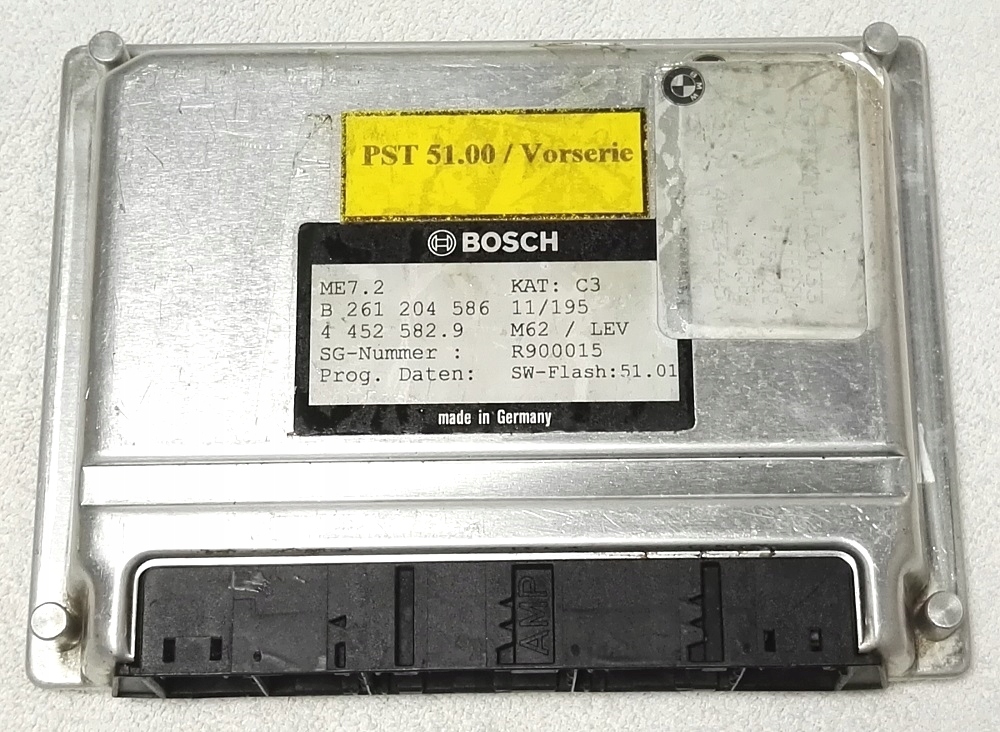 BMW
PST 51.00 / Vorserie
BOSCH
ME7.2 KAT: C3
B 261 204 586 11/195
4 452 582.9 M62 / LEV
SG-Nummer : R900015
Prog. Daten: SW-Flash:51.01
made in Germany
AMP